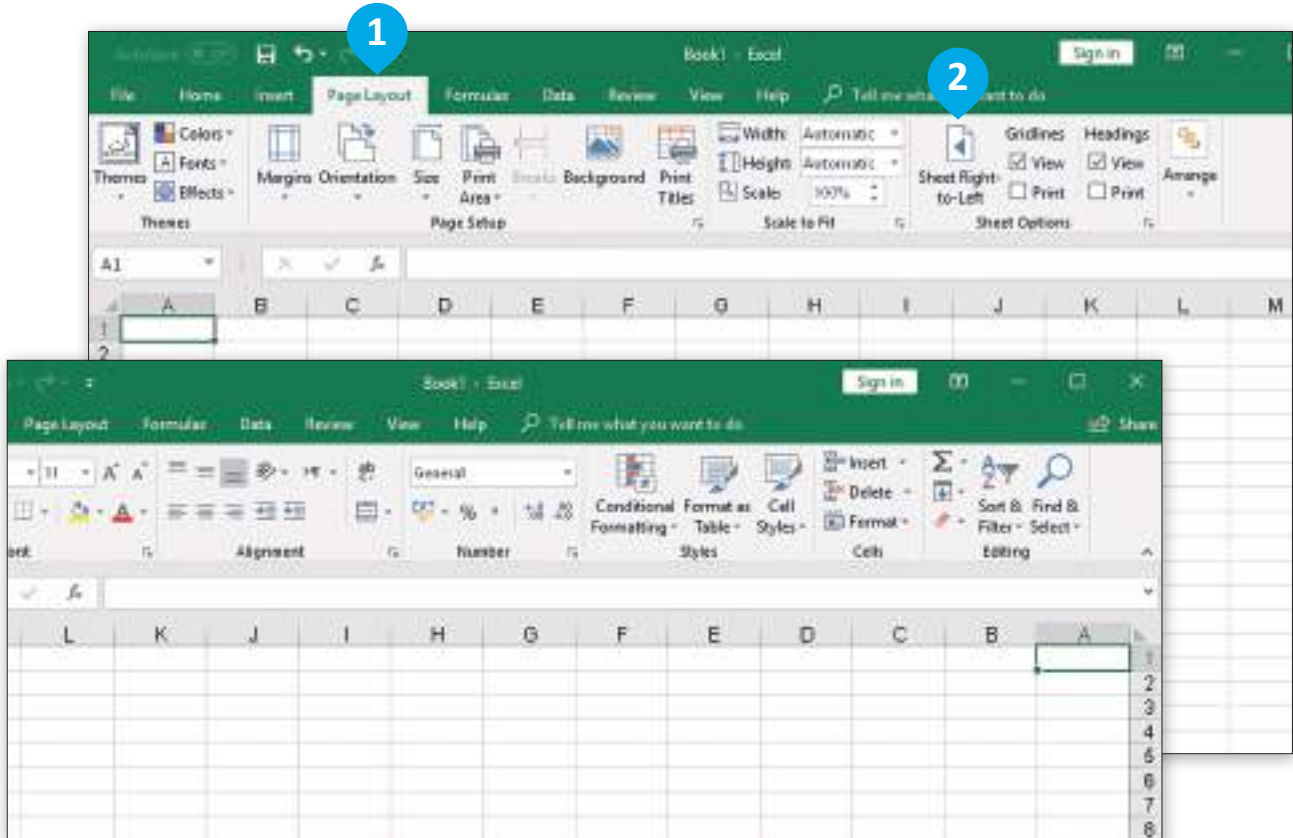 1
Book1 - Excel
Sign in
2
File Home Insert Page Layout Formulas Data Review View Help Tell me what want to do
Colors Width: Automatic Gridlines Headings
Fonts Height: Automatic View View
Themes Effects Margins Orientation Size Print Area Breaks Background Print Titles Scale: 100% Sheet Right-to-Left Print Print Arrange
Themes Page Setup Scale to Fit Sheet Options
A1 fx
A B C D E F G H I J K L M
1
2
Book1 - Excel Sign in
Page Layout Formulas Data Review View Help Tell me what you want to do Share
11 A A General Insert Σ
% Conditional Formatting Format as Table Cell Styles Delete Sort & Filter Find & Select
Format
ont Alignment Number Styles Cells Editing
fx
L K J I H G F E D C B A
1
2
3
4
5
6
7
8